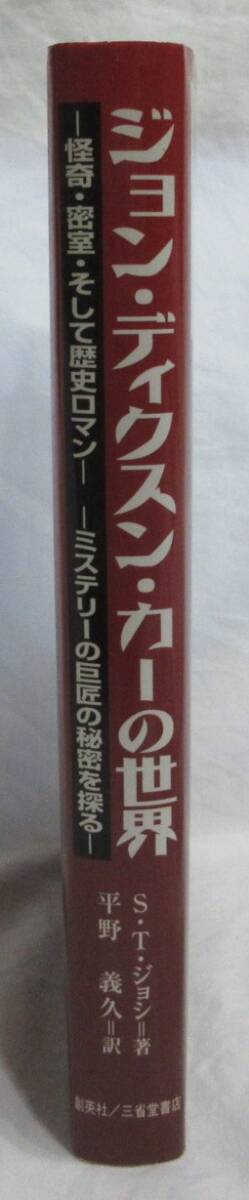 ジョン・ディクスン・カーの世界
―怪奇・密室・そして歴史ロマン― ―ミステリーの巨匠の秘密を探る―
S・T・ジョシ＝著
平野 義久＝訳
創英社／三省堂書店